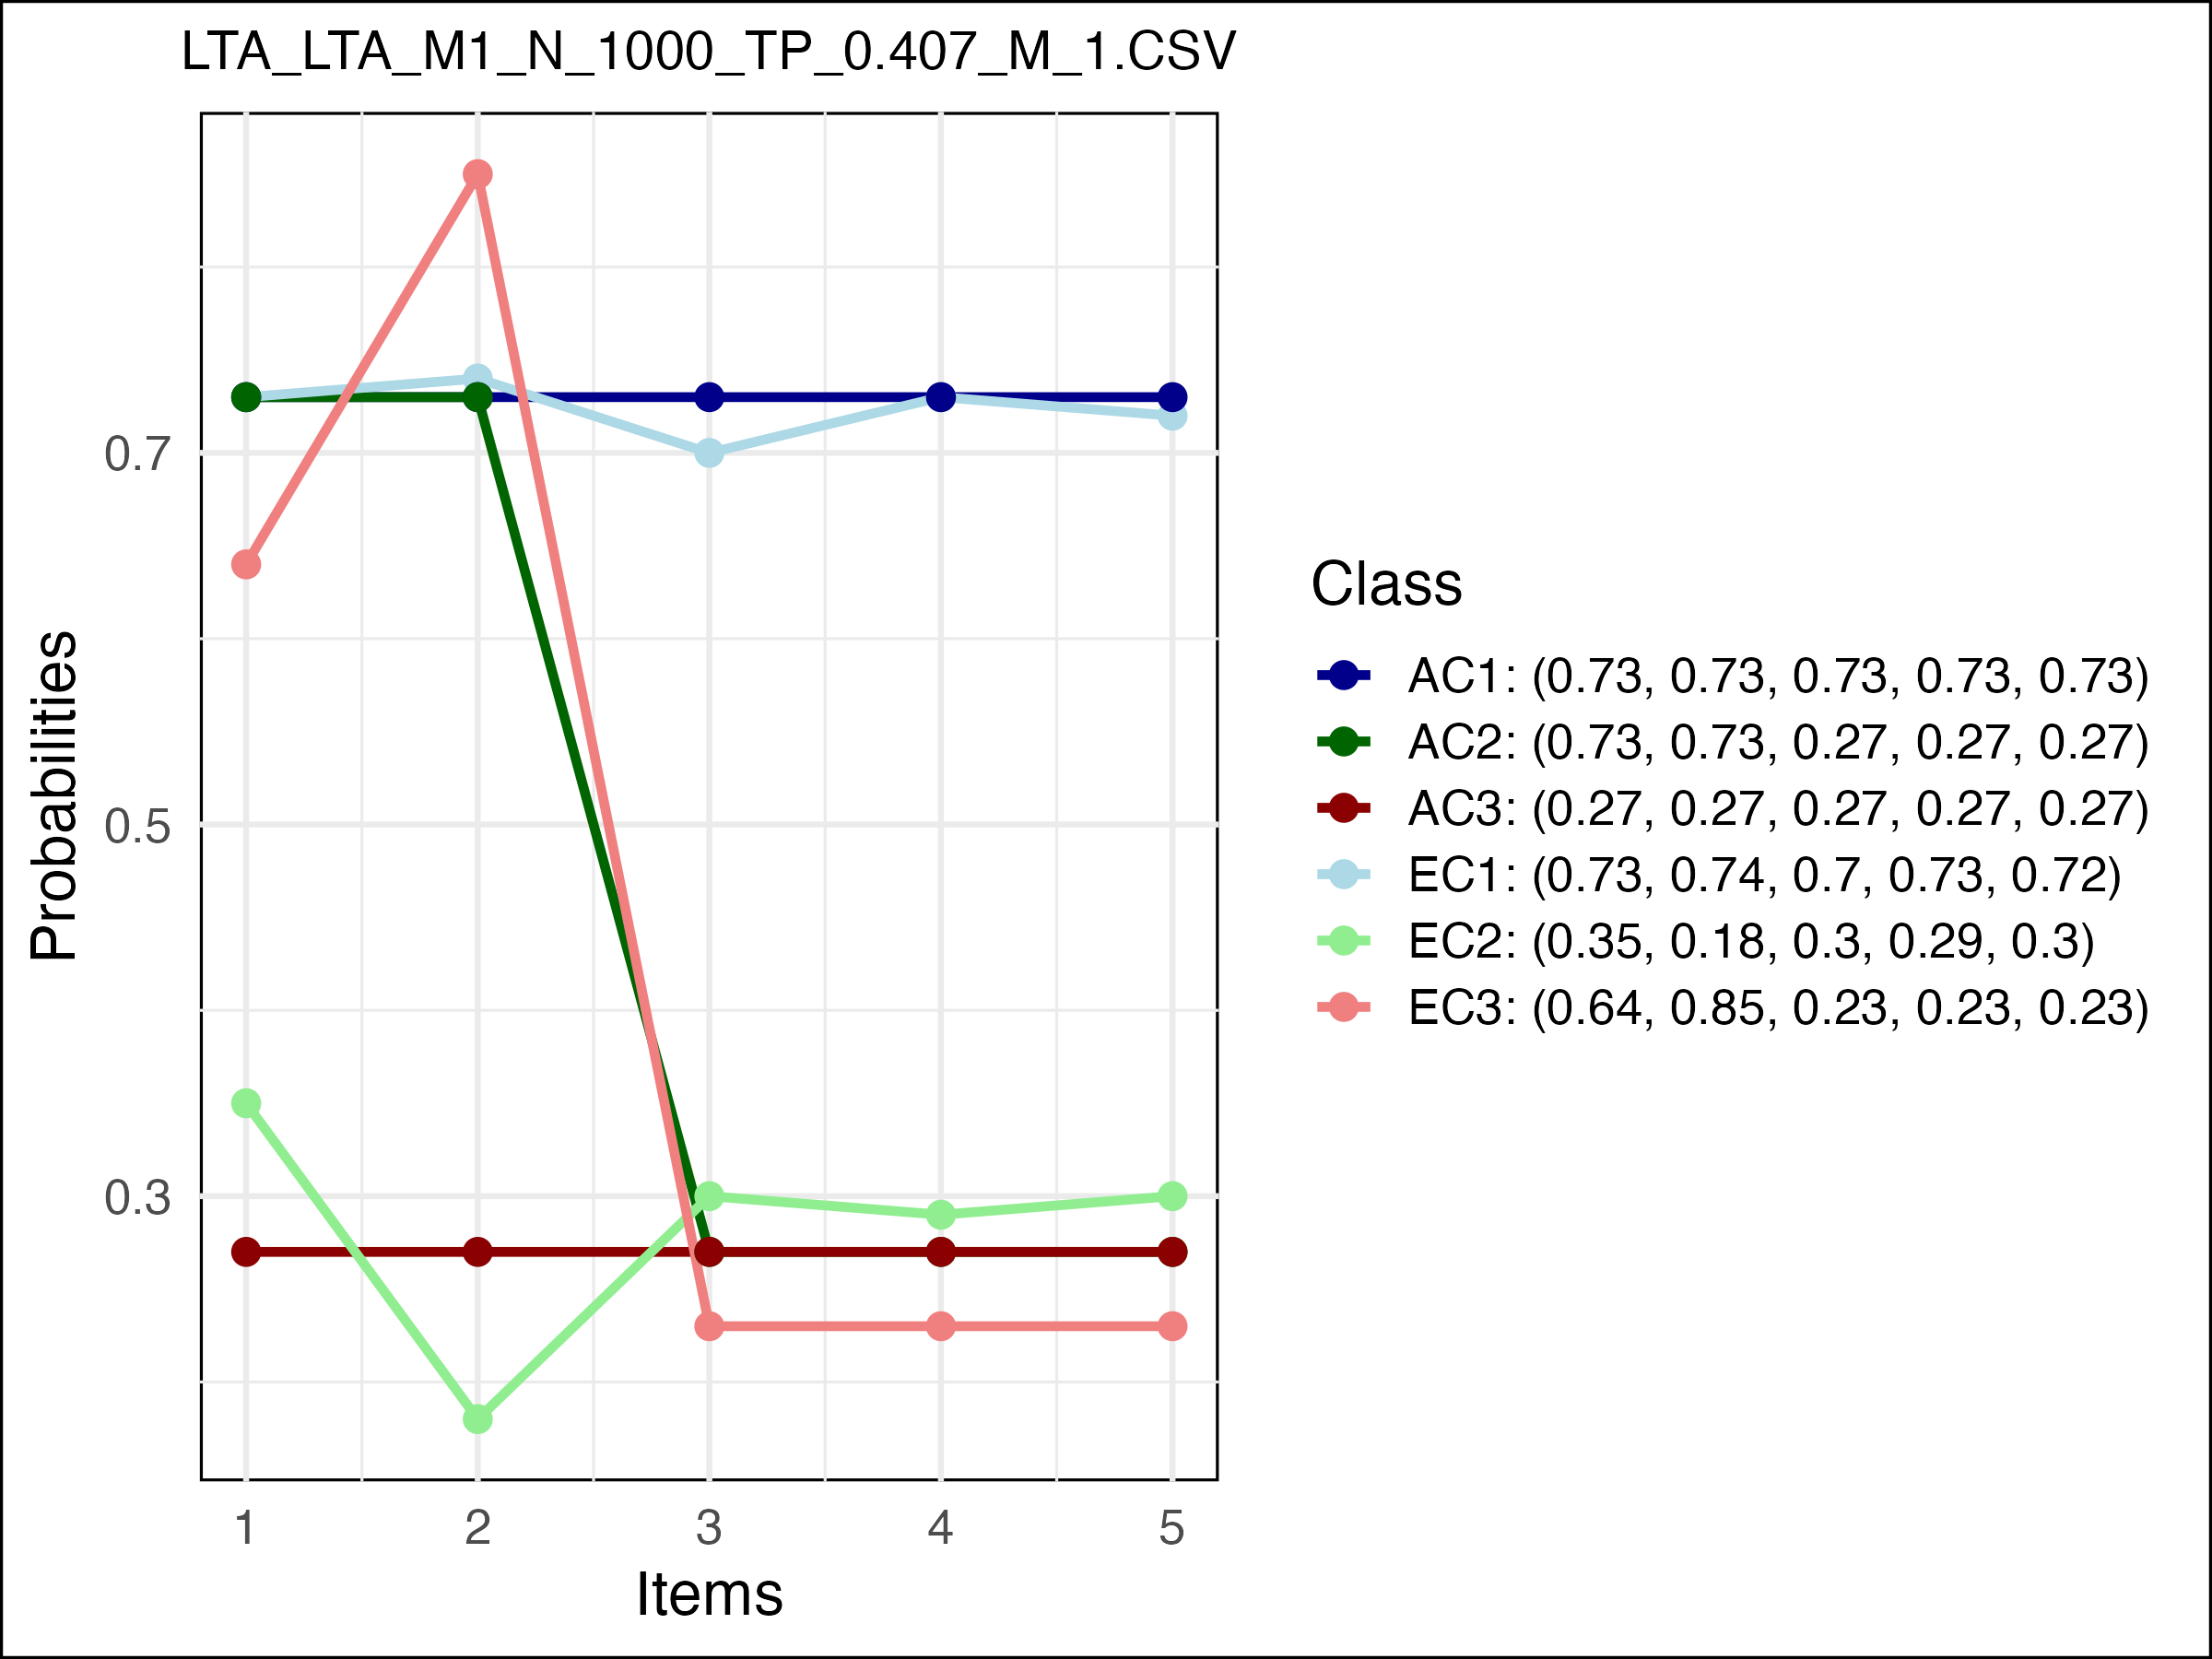 LTA_LTA_M1_N_1000_TP_0.407_M_1.CSV
Probabilities
0.7
0.5
0.3
1 2 3 4 5
Items
Class
AC1: (0.73, 0.73, 0.73, 0.73, 0.73)
AC2: (0.73, 0.73, 0.27, 0.27, 0.27)
AC3: (0.27, 0.27, 0.27, 0.27, 0.27)
EC1: (0.73, 0.74, 0.7, 0.73, 0.72)
EC2: (0.35, 0.18, 0.3, 0.29, 0.3)
EC3: (0.64, 0.85, 0.23, 0.23, 0.23)